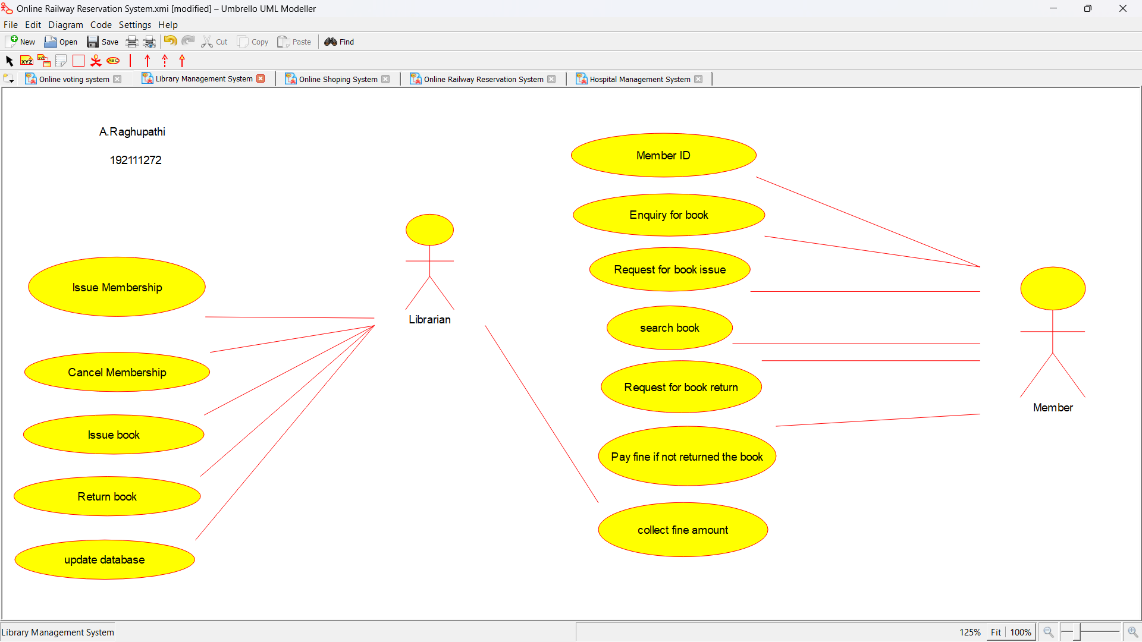 Online Railway Reservation System.xmi [modified] – Umbrello UML Modeller
File Edit Diagram Code Settings Help
New Open Save Cut Copy Paste Find
Online voting system Library Management System Online Shoping System Online Railway Reservation System Hospital Management System
A.Raghupathi
192111272
Issue Membership
Cancel Membership
Issue book
Return book
update database
Librarian
Member ID
Enquiry for book
Request for book issue
search book
Request for book return
Pay fine if not returned the book
collect fine amount
Member
Library Management System
125% Fit 100%